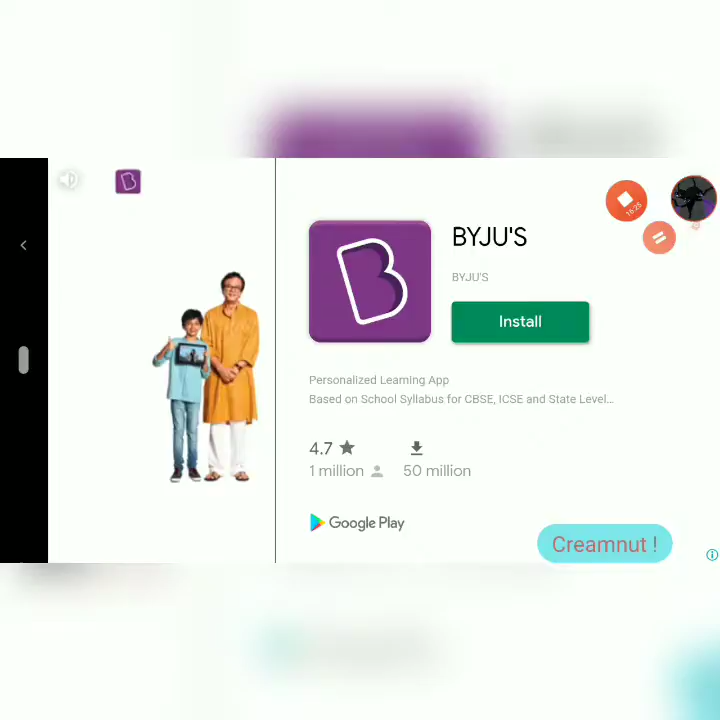 BYJU'S
BYJU'S
Install
Personalized Learning App
Based on School Syllabus for CBSE, ICSE and State Level...
4.7
1 million
50 million
Google Play
Creamnut !